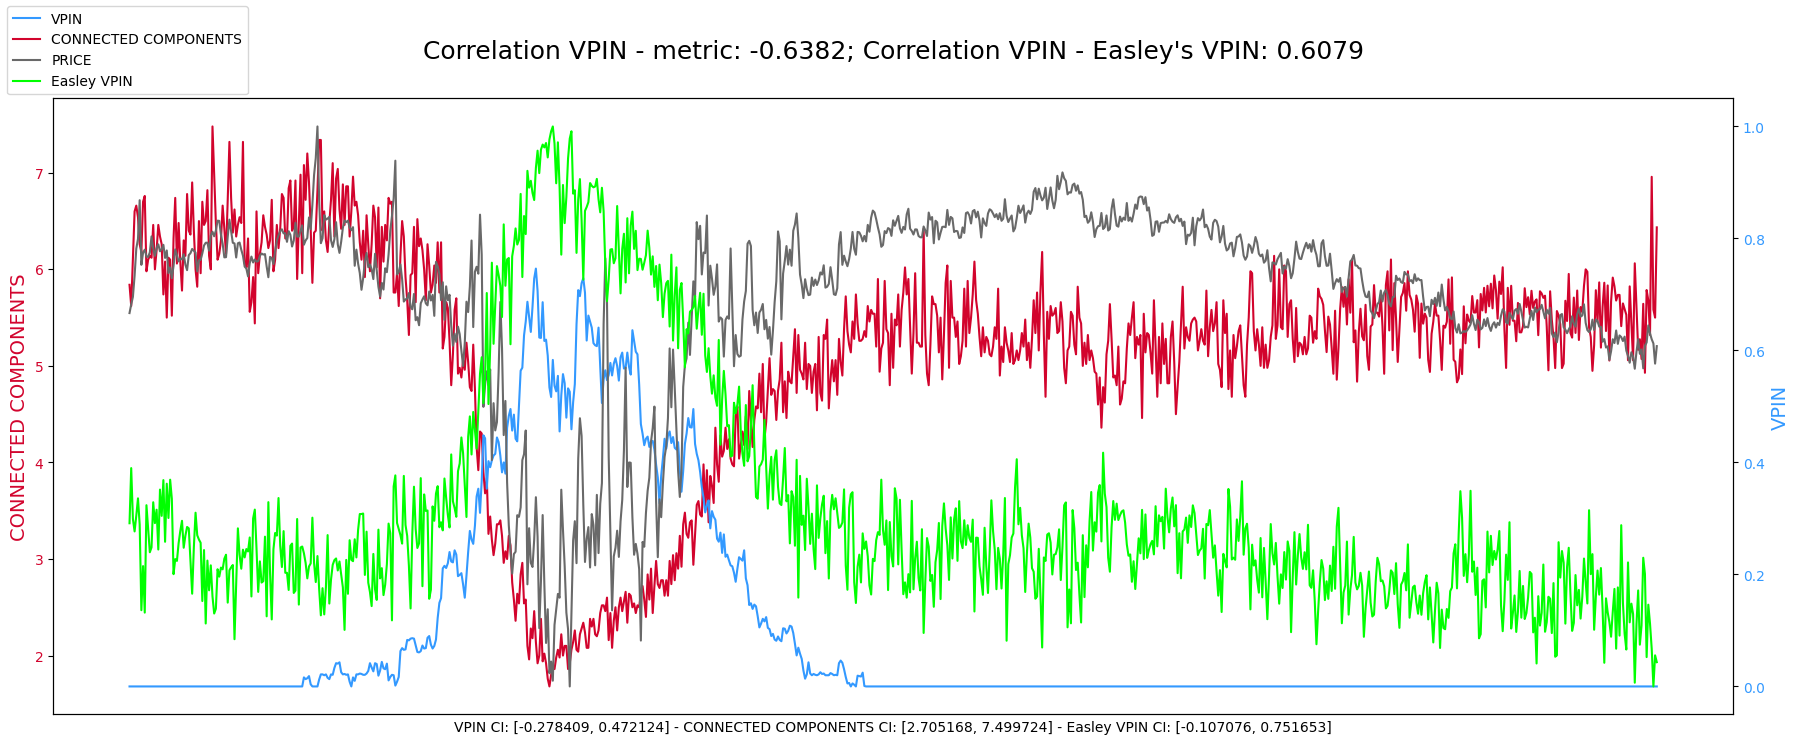 VPIN
CONNECTED COMPONENTS
PRICE
Easley VPIN
Correlation VPIN - metric: -0.6382; Correlation VPIN - Easley's VPIN: 0.6079
CONNECTED COMPONENTS
7
6
5
4
3
2
1.0
0.8
0.6
0.4
0.2
0.0
VPIN
VPIN CI: [-0.278409, 0.472124] - CONNECTED COMPONENTS CI: [2.705168, 7.499724] - Easley VPIN CI: [-0.107076, 0.751653]